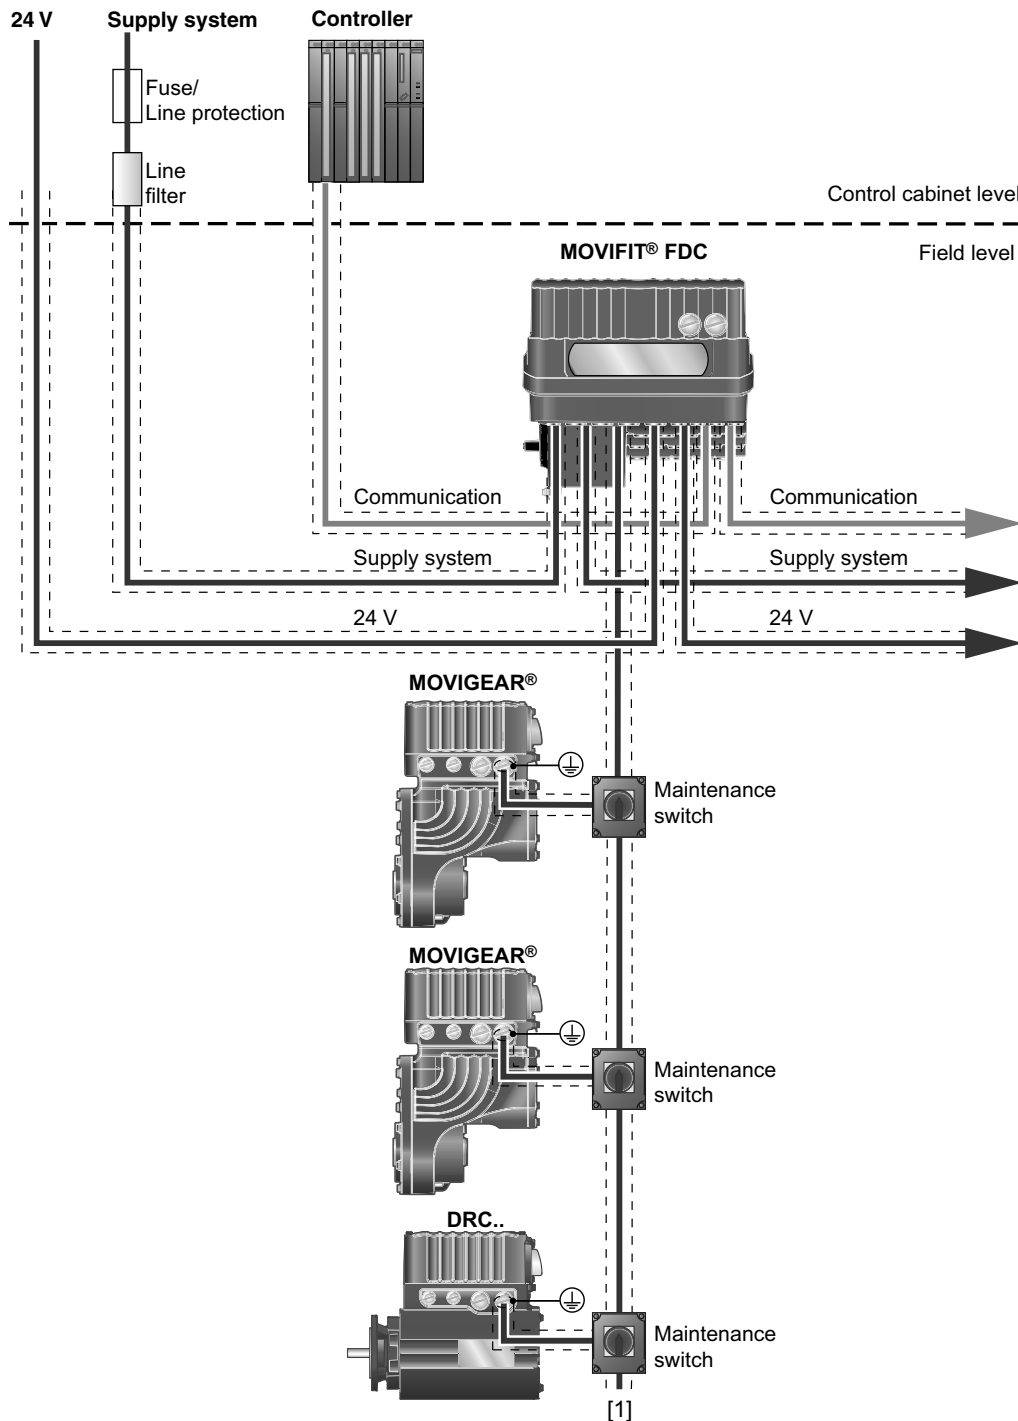 24 V
Supply system
Controller
Fuse/
Line protection
Line
filter
Control cabinet level
MOVIFIT® FDC
Field level
Communication
Communication
Supply system
Supply system
24 V
24 V
MOVIGEAR®
Maintenance
switch
MOVIGEAR®
Maintenance
switch
DRC..
Maintenance
switch
[1]